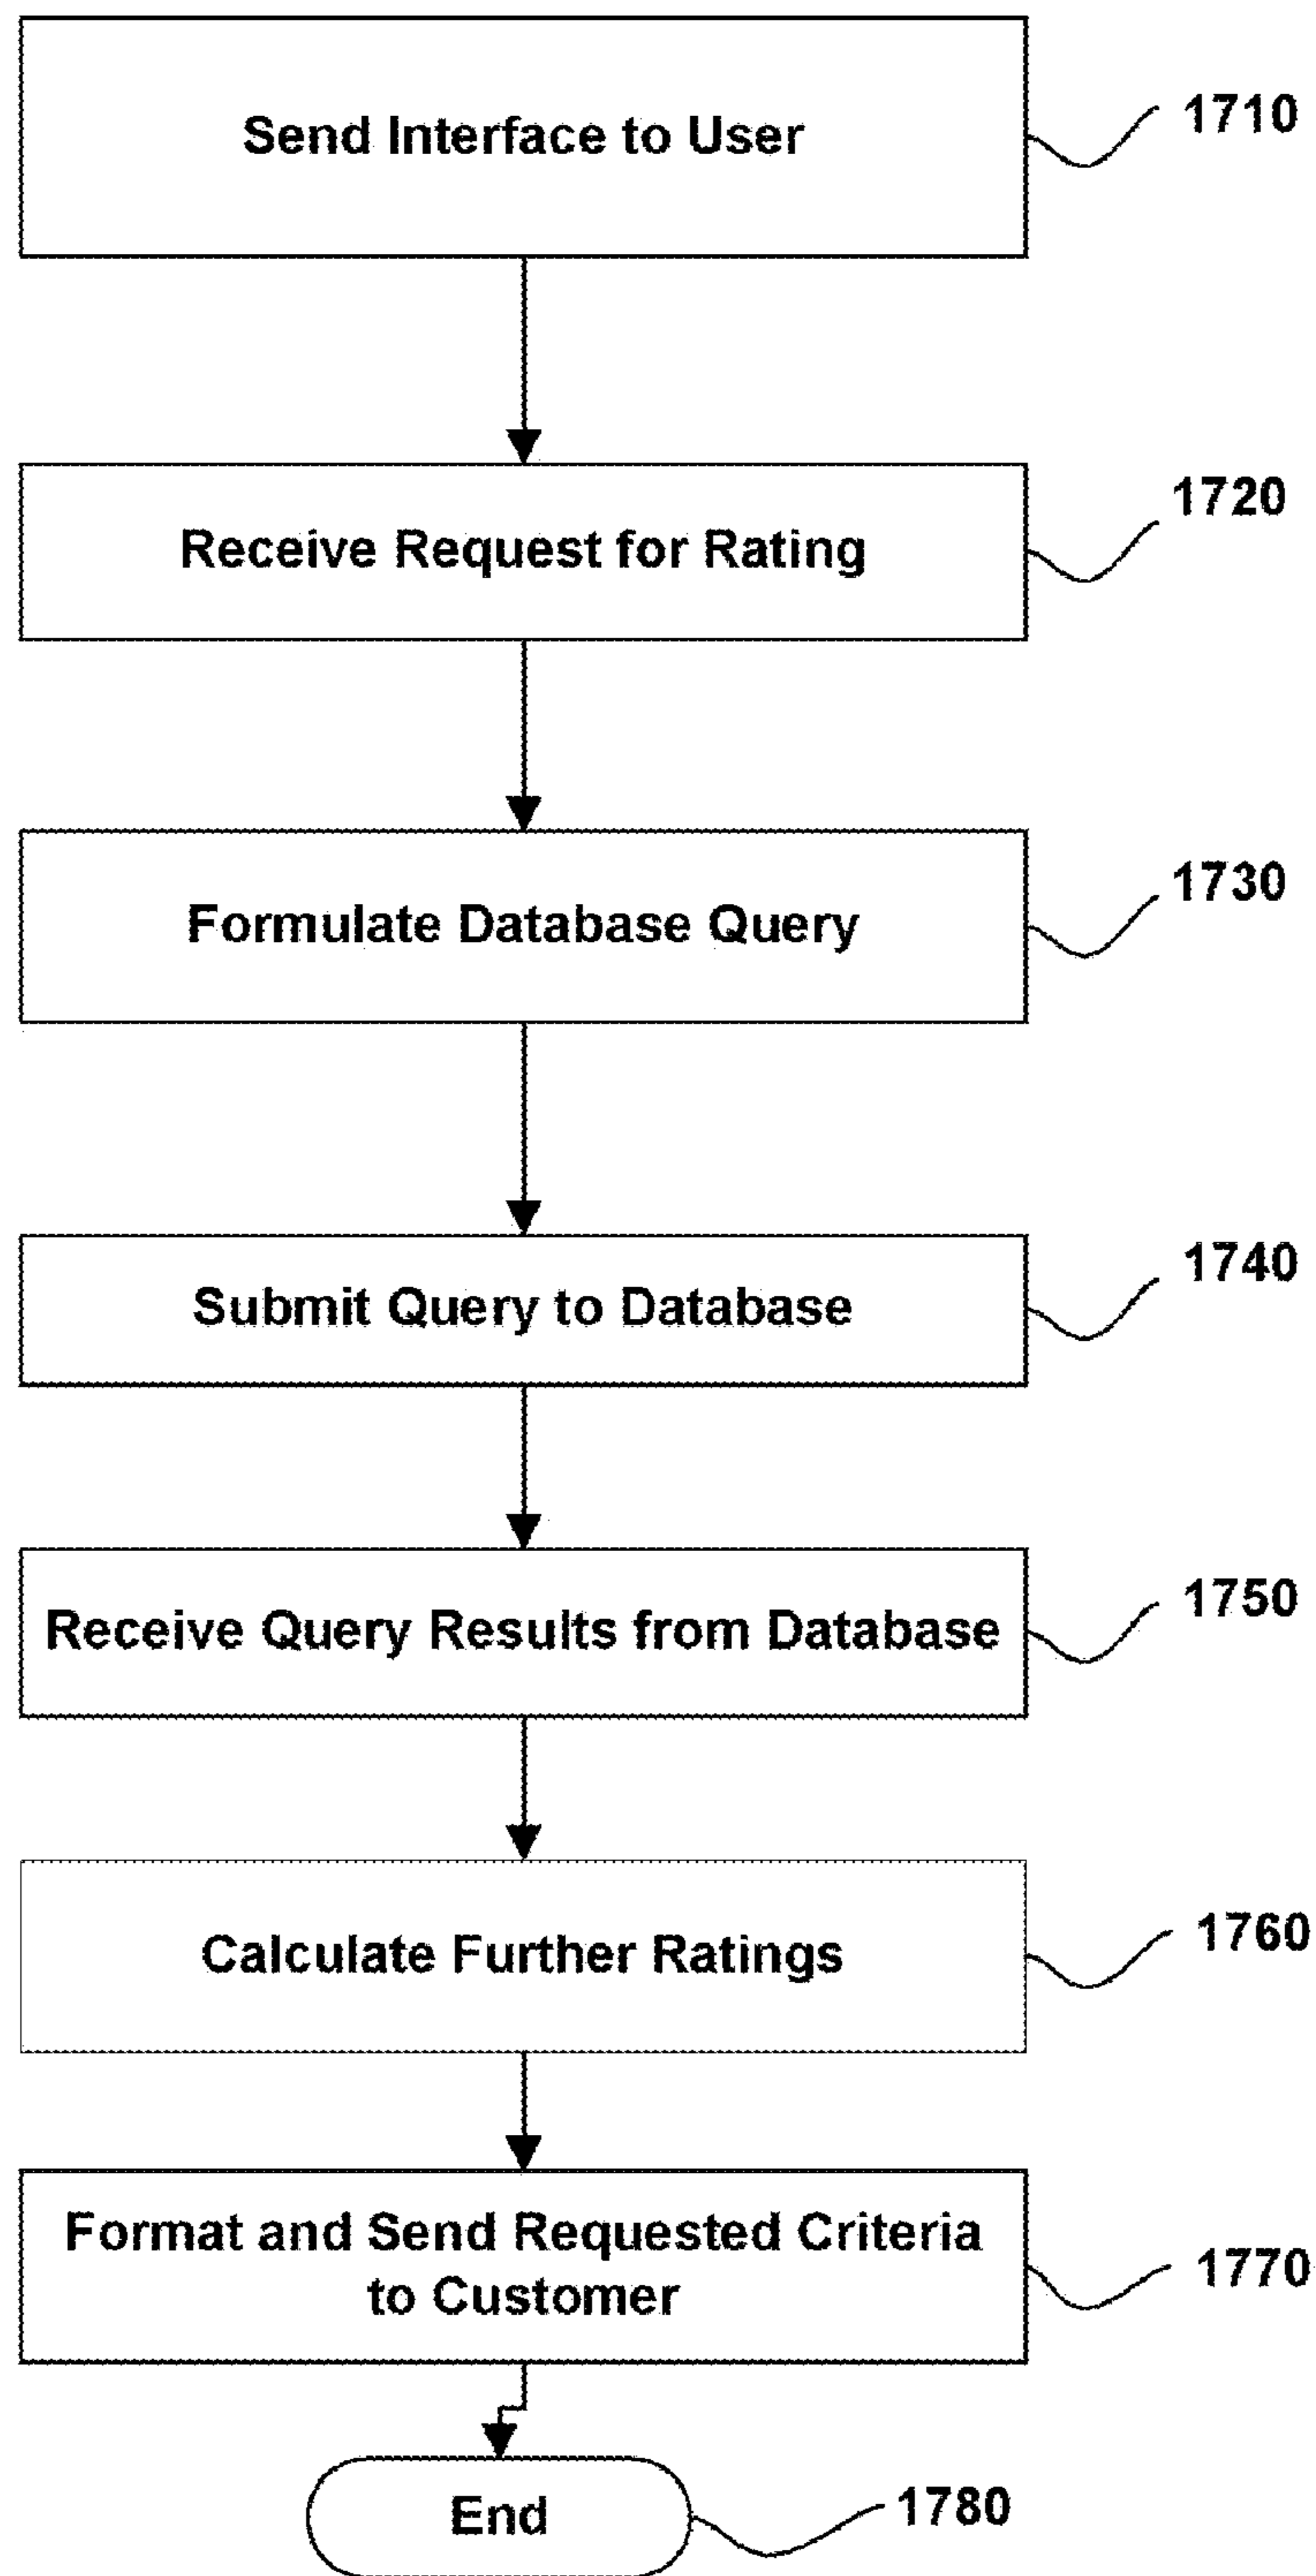 Send Interface to User
1710
Receive Request for Rating
1720
Formulate Database Query
1730
Submit Query to Database
1740
Receive Query Results from Database
1750
Calculate Further Ratings
1760
Format and Send Requested Criteria
to Customer
1770
End
1780